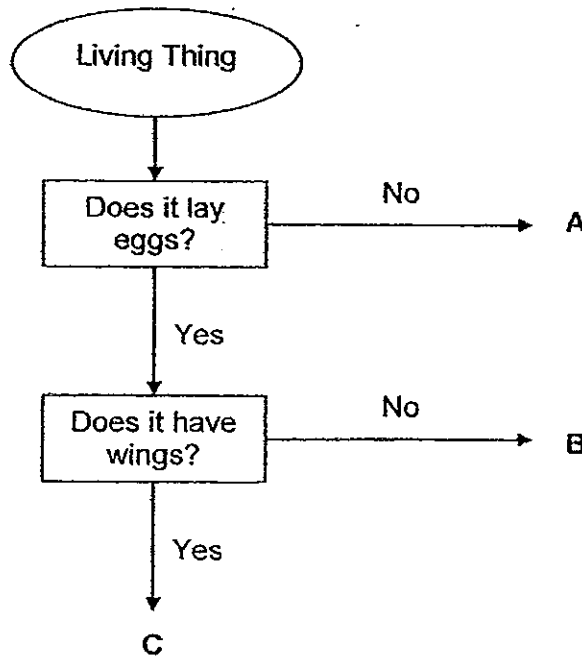 Living Thing
Does it lay
eggs?
No
A
Yes
Does it have
wings?
No
B
Yes
C